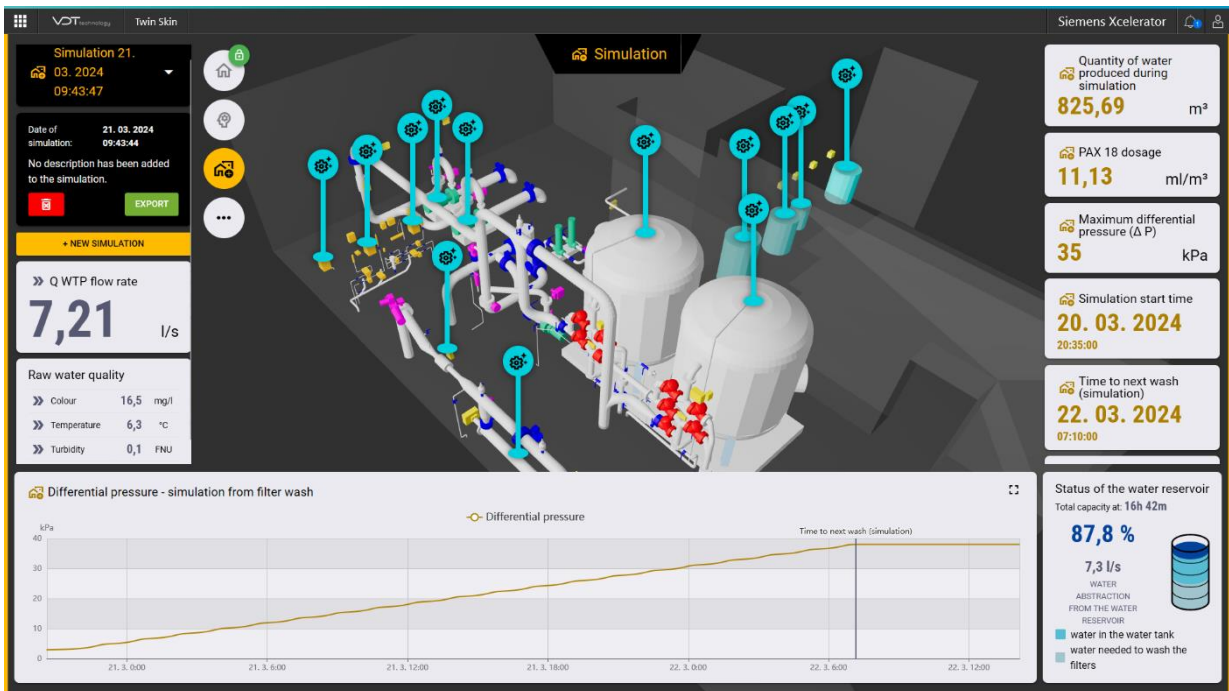 VDT technology
Twin Skin
Siemens Xcelerator
Simulation 21.
03. 2024
09:43:47
Date of
simulation:
21. 03. 2024
09:43:44
No description has been added
to the simulation.
EXPORT
+ NEW SIMULATION
Q WTP flow rate
7,21 l/s
Raw water quality
Colour 16,5 mg/l
Temperature 6,3 °C
Turbidity 0,1 FNU
Simulation
Quantity of water
produced during
simulation
825,69 m³
PAX 18 dosage
11,13 ml/m³
Maximum differential
pressure (Δ P)
35 kPa
Simulation start time
20. 03. 2024
20:35:00
Time to next wash
(simulation)
22. 03. 2024
07:10:00
Differential pressure - simulation from filter wash
Differential pressure
kPa
Time to next wash (simulation)
40
30
20
10
0
21. 3. 0:00 21. 3. 6:00 21. 3. 12:00 21. 3. 18:00 22. 3. 0:00 22. 3. 6:00 22. 3. 12:00
Status of the water reservoir
Total capacity at: 16h 42m
87,8 %
7,3 l/s
WATER
ABSTRACTION
FROM THE WATER
RESERVOIR
water in the water tank
water needed to wash the
filters